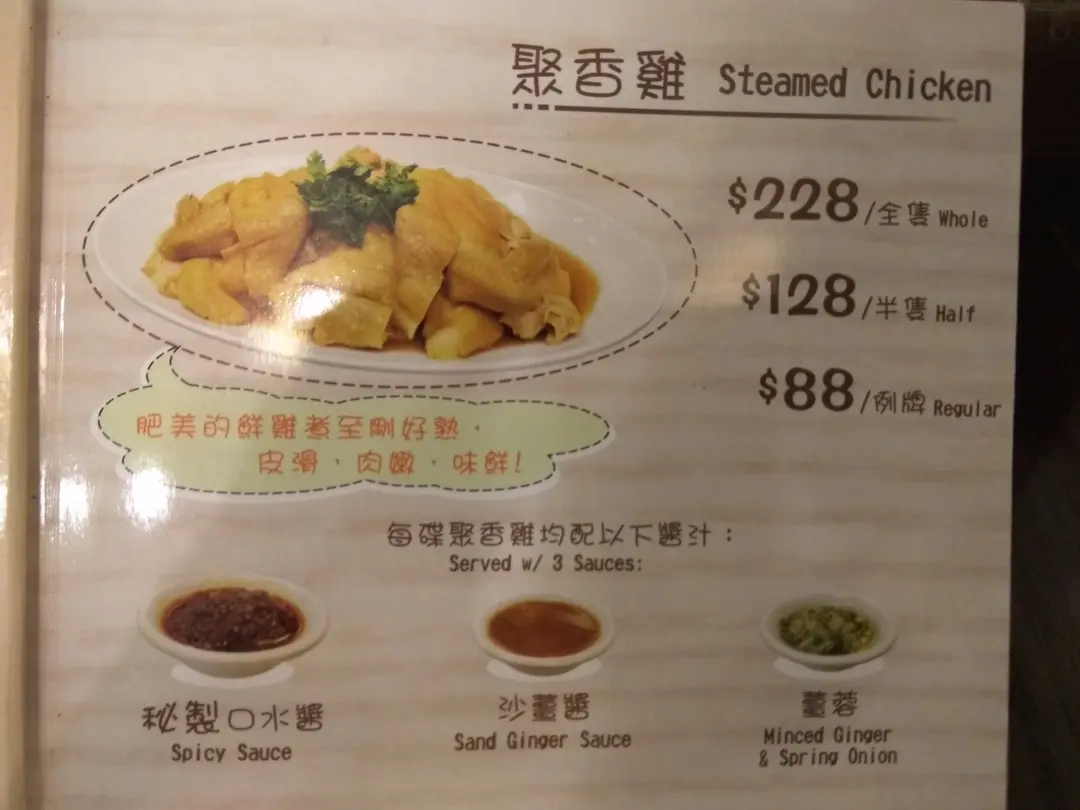 聚香雞 Steamed Chicken
$228/全隻 Whole
$128/半隻 Half
$88/例牌 Regular
肥美的鮮雞煮至剛好熟，
皮滑，肉嫩，味鮮!
每碟聚香雞均配以下醬汁：
Served w/ 3 Sauces:
秘製口水醬
Spicy Sauce
沙薑醬
Sand Ginger Sauce
薑蓉
Minced Ginger
& Spring Onion